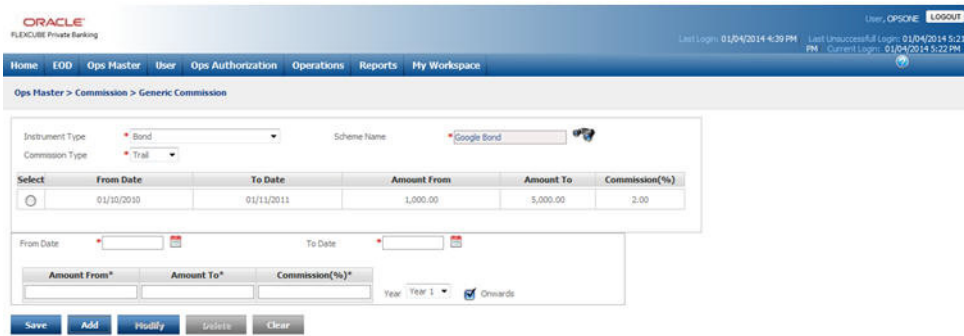 ORACLE
FLEXCUBE Private Banking
User, OPSONE LOGOUT
Last Login: 01/04/2014 4:39 PM Last Unsuccessfull Login: 01/04/2014 5:21
PM Current Login: 01/04/2014 5:22 PM
Home EOD Ops Master User Ops Authorization Operations Reports My Workspace
Ops Master > Commission > Generic Commission
Instrument Type * Bond Scheme Name * Google Bond
Commission Type * Trail
Select From Date To Date Amount From Amount To Commission(%)
01/10/2010 01/11/2011 1,000.00 5,000.00 2.00
From Date * To Date *
Amount From* Amount To* Commission(%)*
Year Year 1 Onwards
Save Add Modify Delete Clear